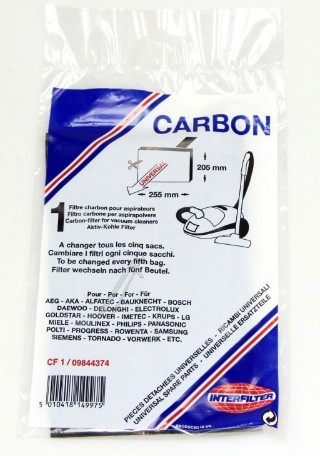 CARBON
UNIVERSAL
205 mm
255 mm
1
Filtre charbon pour aspirateurs
Filtro carbone per aspirapolvere
Carbon-filter for vacuum cleaners
Aktiv-Kohle Filter
A changer tous les cinq sacs.
Cambiare i filtri ogni cinque sacchi.
To be changed every fifth bag.
Filter wechseln nach fünf Beutel.
Pour - Per - For - Für
AEG - AKA - ALFATEC - BAUKNECHT - BOSCH
DAEWOO - DELONGHI - ELECTROLUX
GOLDSTAR - HOOVER - IMETEC - KRUPS - LG
MIELE - MOULINEX - PHILIPS - PANASONIC
POLTI - PROGRESS - ROWENTA - SAMSUNG
SIEMENS - TORNADO - VORWERK - ETC.
CF 1 / 09844374
5 010418 149975
PIECES DETACHÉES UNIVERSELLES - RICAMBI UNIVERSALI
UNIVERSAL SPARE PARTS - UNIVERSELLE ERSATZTEILE
INTERFILTER
PRODUCED IN UK.